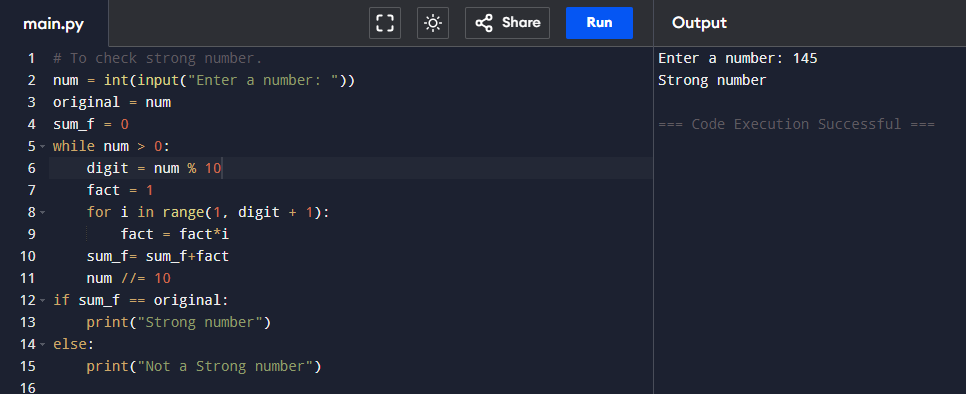 main.py
Share
Run
Output
1 # To check strong number.
2 num = int(input("Enter a number: "))
3 original = num
4 sum_f = 0
5 while num > 0:
6     digit = num % 10
7     fact = 1
8     for i in range(1, digit + 1):
9         fact = fact*i
10     sum_f= sum_f+fact
11     num //= 10
12 if sum_f == original:
13     print("Strong number")
14 else:
15     print("Not a Strong number")
16
Enter a number: 145
Strong number
=== Code Execution Successful ===